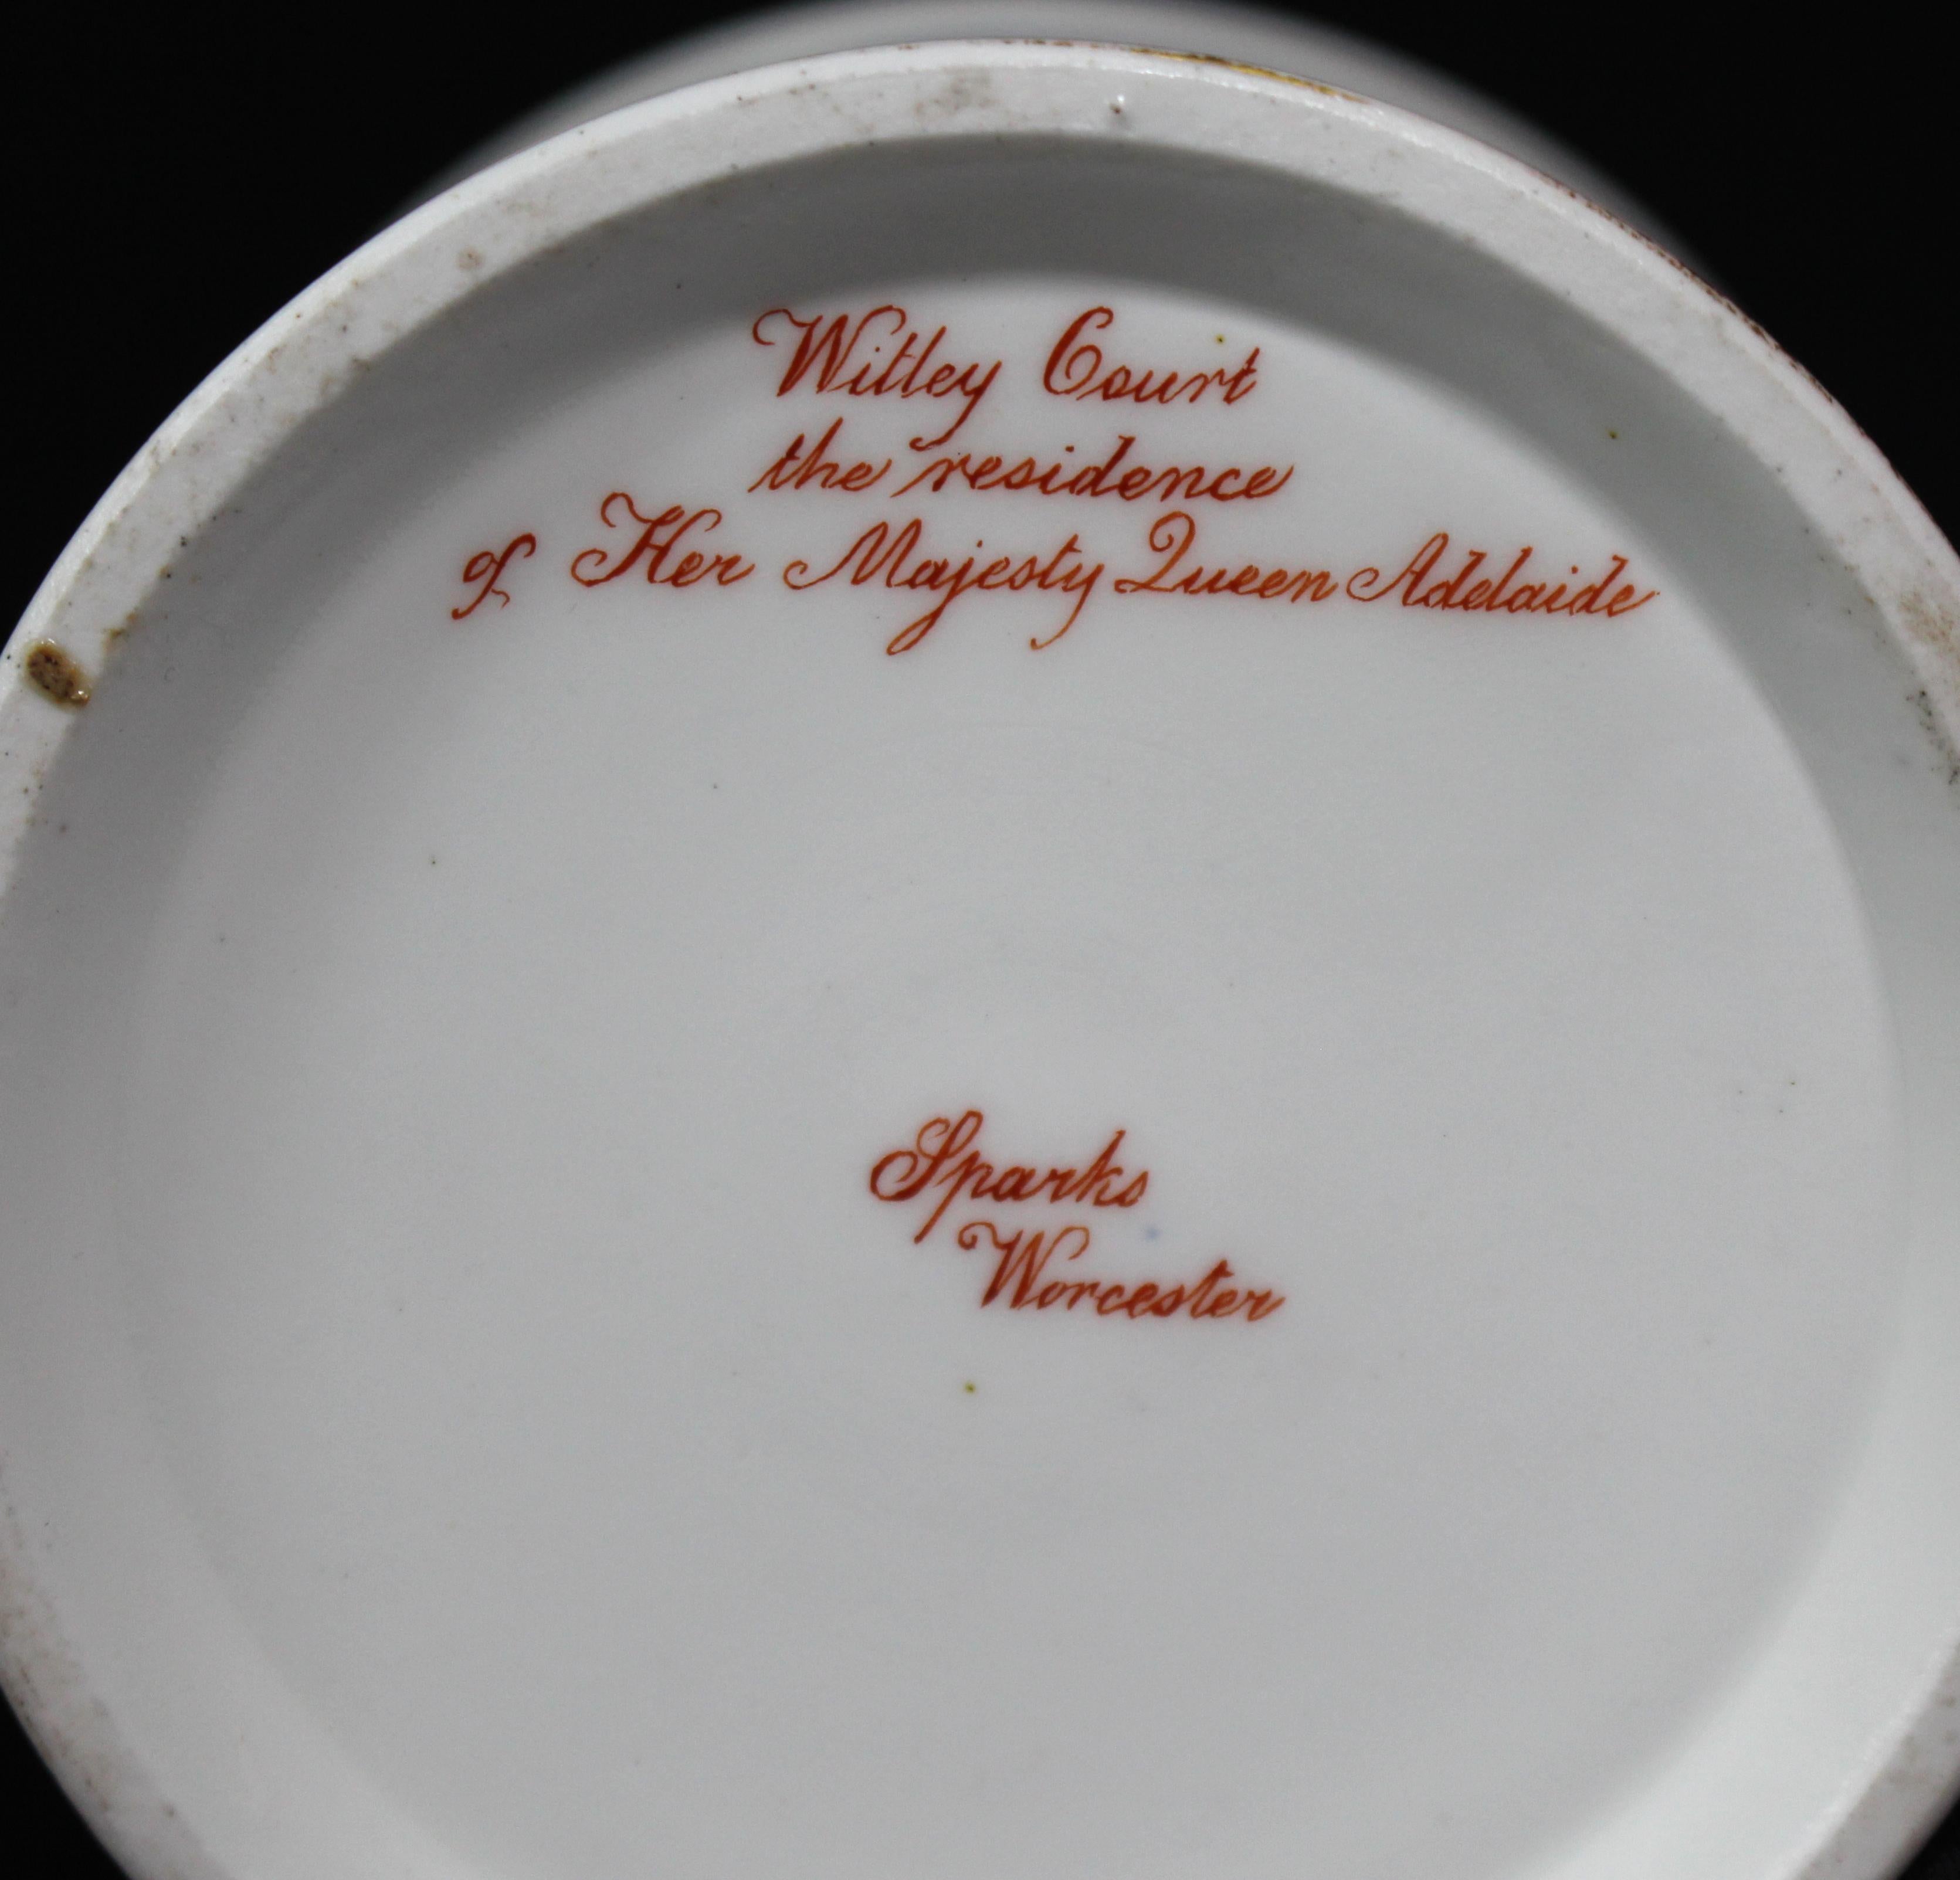 Witley Court
the residence
of Her Majesty Queen Adelaide
Sparks
Worcester